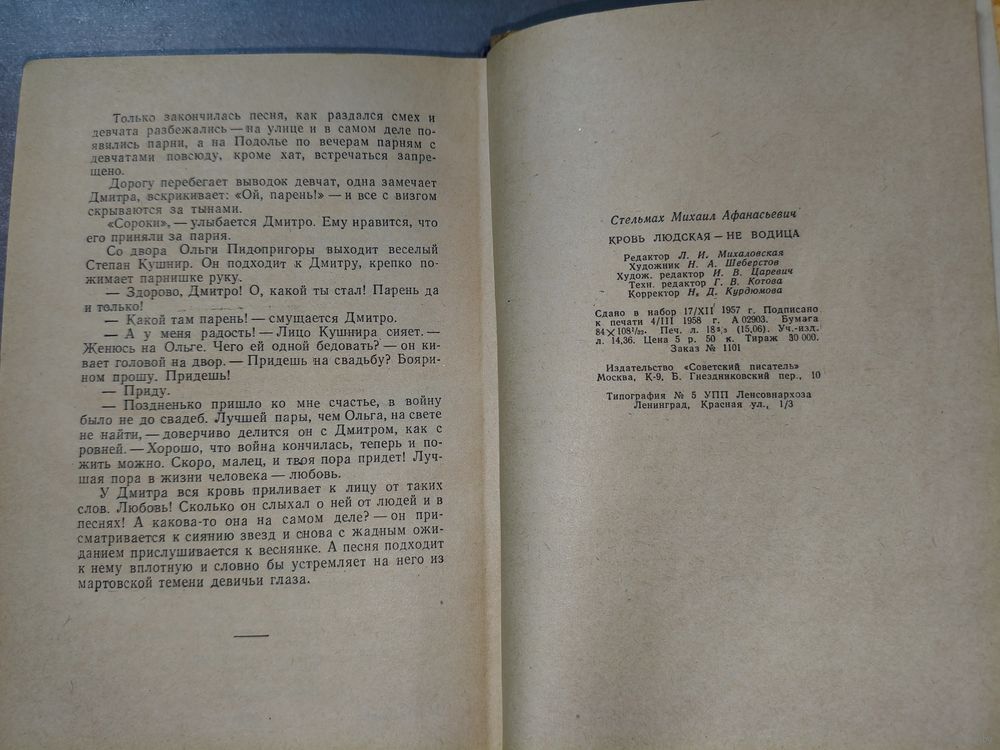 Только закончилась песня, как раздался смех и
девчата разбежались — на улице и в самом деле по-
явились парни, а на Подолье по вечерам парням с
девчатами повсюду, кроме хат, встречаться запре-
щено.
Дорогу перебегает выводок девчат, одна замечает
Дмитра, вскрикивает: «Ой, парень!» — и все с визгом
скрываются за тынами.
«Сороки», — улыбается Дмитро. Ему нравится, что
его приняли за парня.
Со двора Ольги Пидопригоры выходит веселый
Степан Кушнир. Он подходит к Дмитру, крепко по-
жимает парнишке руку.
— Здорово, Дмитро! О, какой ты стал! Парень да
и только!
— Какой там парень! — смущается Дмитро.
— А у меня радость! — Лицо Кушнира сияет. —
Женюсь на Ольге. Чего ей одной бедовать? — он ки-
вает головой на двор. — Придешь на свадьбу? Бояри-
ном прошу. Придешь!
— Приду.
— Поздненько пришло ко мне счастье, в войну
было не до свадеб. Лучшей пары, чем Ольга, на свете
не найти, — доверчиво делится он с Дмитром, как с
ровней. — Хорошо, что война кончилась, теперь и по-
жить можно. Скоро, малец, и твоя пора придет! Луч-
шая пора в жизни человека — любовь.
У Дмитра вся кровь приливает к лицу от таких
слов. Любовь! Сколько он слыхал о ней от людей и в
песнях! А какова-то она на самом деле? — он при-
сматривается к сиянию звезд и снова с жадным ожи-
данием прислушивается к веснянке. А песня подходит
к нему вплотную и словно бы устремляет на него из
мартовской темени девичьи глаза.
Стельмах Михаил Афанасьевич
КРОВЬ ЛЮДСКАЯ — НЕ ВОДИЦА
Редактор Л. И. Михаловская
Художник Н. А. Шеберстов
Худож. редактор И. В. Царевич
Техн. редактор Г. В. Котова
Корректор Н. Д. Курдюмова
Сдано в набор 17/XII 1957 г. Подписано
к печати 4/III 1958 г. А 02903. Бумага
84×108¹/₃₂. Печ. л. 18³/₈ (15,06). Уч.-изд.
л. 14,36. Цена 5 р. 50 к. Тираж 30 000.
Заказ № 1101
Издательство «Советский писатель»
Москва, К-9, Б. Гнездниковский пер., 10
Типография № 5 УПП Ленсовнархоза
Ленинград, Красная ул., 1/3